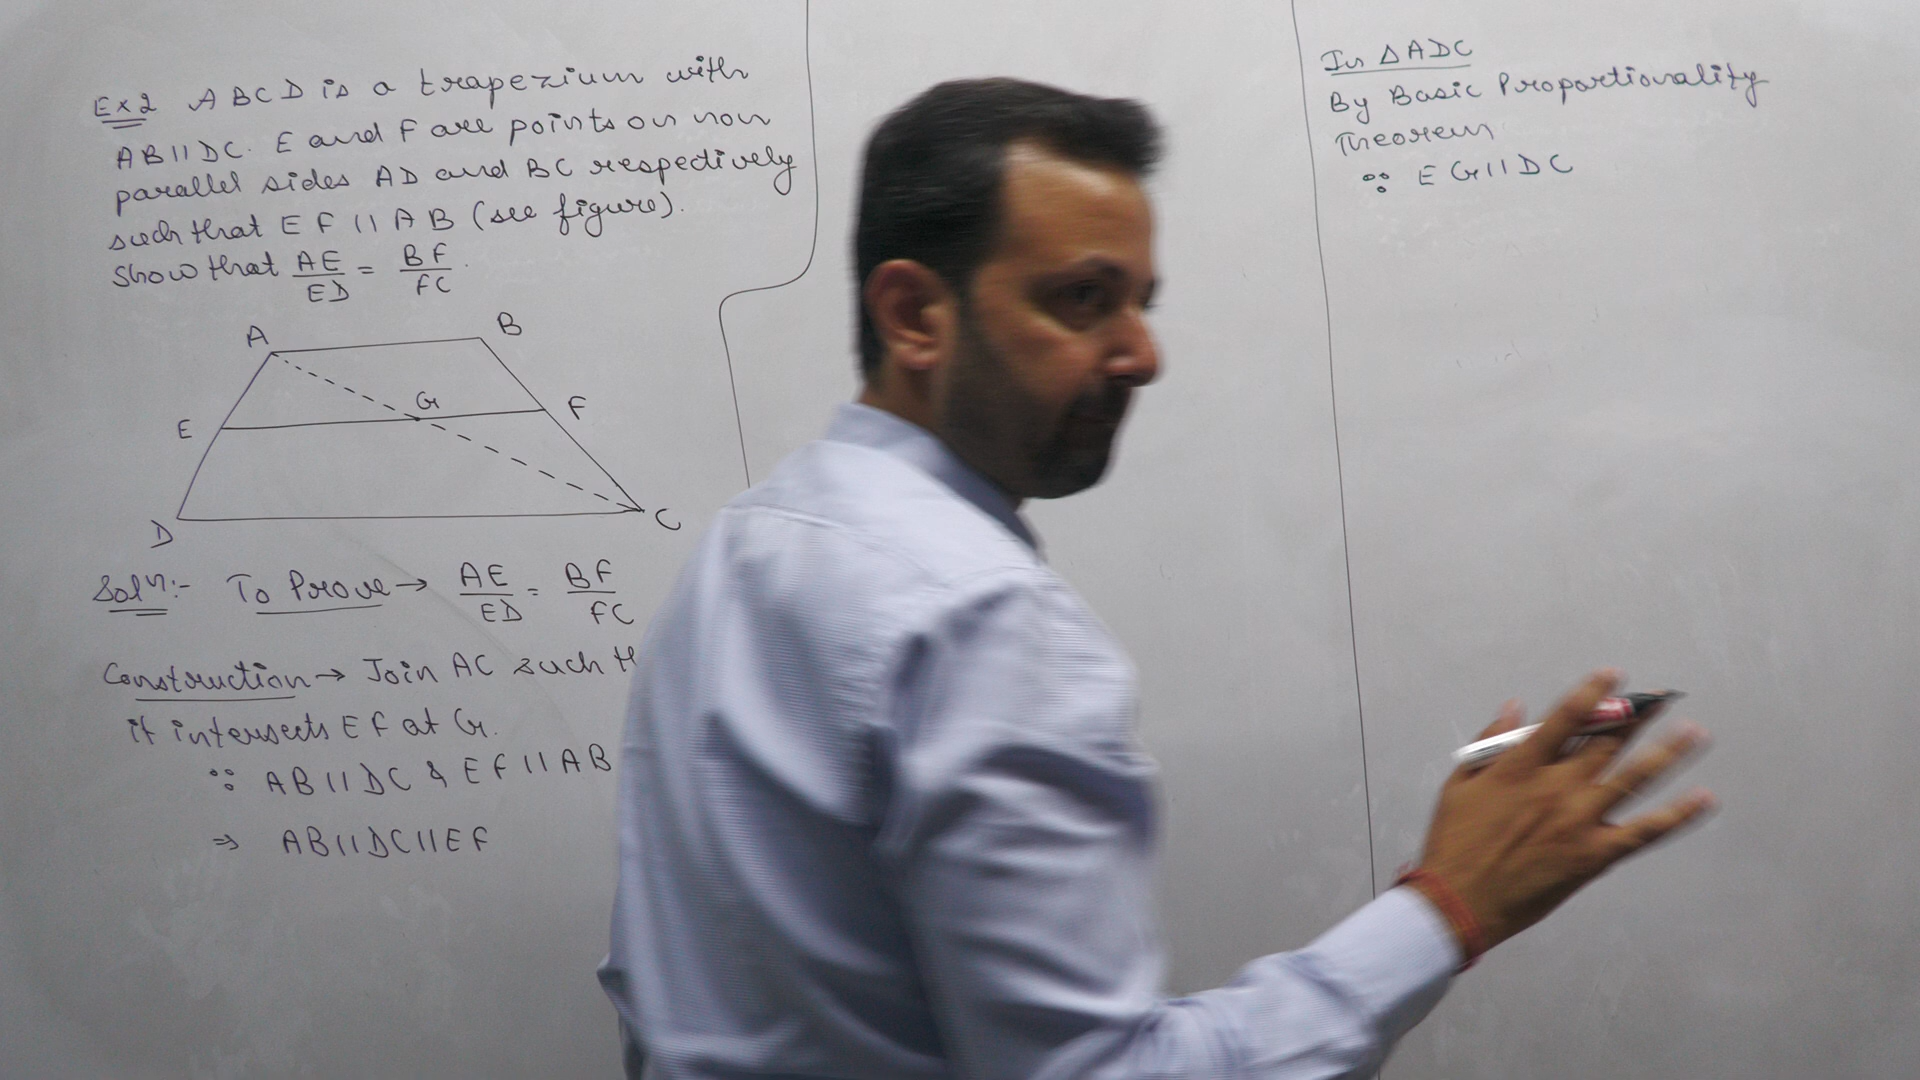 Ex 2 ABCD is a trapezium with
AB || DC. E and F are points on non
parallel sides AD and BC respectively
such that EF || AB (see figure).
Show that AE/ED = BF/FC.
A B
G
E F
D C
Solⁿ:- To Prove → AE/ED = BF/FC
Construction → Join AC such
it intersects EF at G.
∵ AB || DC & EF || AB
⇒ AB || DC || EF
In △ADC
By Basic Proportionality
Theorem
∵ EG || DC